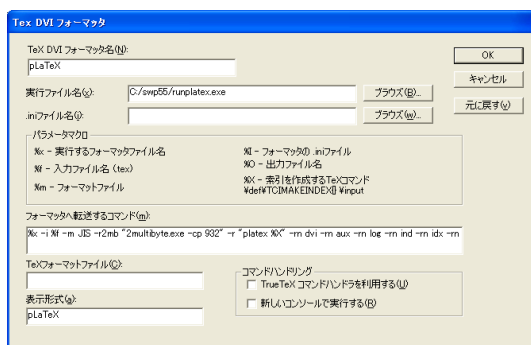 Tex DVI フォーマッタ
TeX DVI フォーマッタ名(N):
pLaTeX
OK
実行ファイル名(x):
C:/swp55/runplatex.exe
ブラウズ(B)...
キャンセル
.iniファイル名(i):
ブラウズ(w)...
元に戻す(v)
パラメータマクロ
%x - 実行するフォーマッタファイル名
%I - フォーマッタの .iniファイル
%f - 入力ファイル名 (tex)
%O - 出力ファイル名
%m - フォーマットファイル
%X - 索引を作成するTeXコマンド
¥def¥TCIMAKEINDEX{} ¥input
フォーマッタへ転送するコマンド(m):
%x -i %f -m JIS -r2mb "2multibyte.exe -cp 932" -r "platex %X" -rn dvi -rn aux -rn log -rn ind -rn idx -rn
TeXフォーマットファイル(C):
コマンドハンドリング
TrueTeX コマンドハンドラを利用する(U)
表示形式(a):
新しいコンソールで実行する(R)
pLaTeX